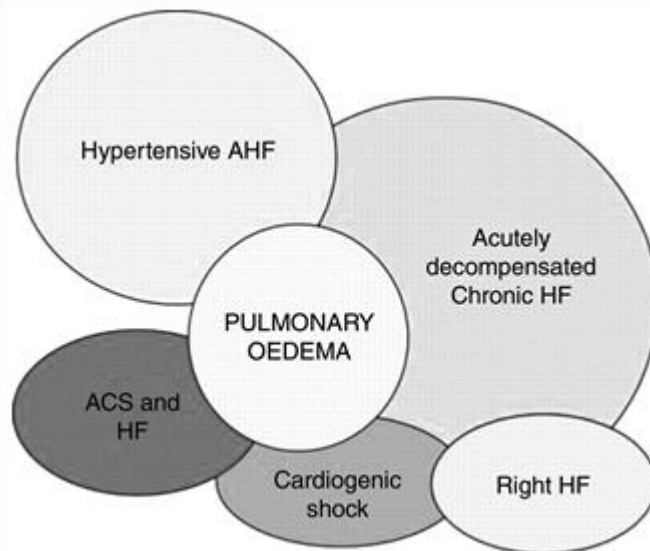 Hypertensive AHF
Acutely
decompensated
Chronic HF
PULMONARY
OEDEMA
ACS and
HF
Cardiogenic
shock
Right HF